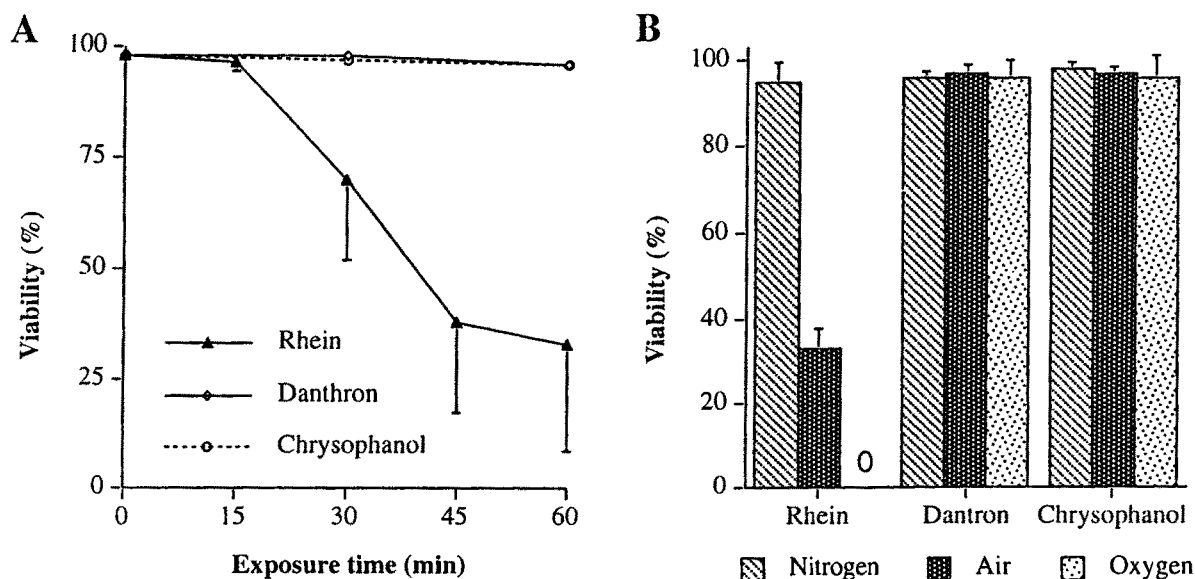 A
100
75
50
25
0
Viability (%)
Rhein
Danthron
Chrysophanol
0 15 30 45 60
Exposure time (min)
B
100
80
60
40
20
0
Viability (%)
0
Rhein Dantron Chrysophanol
Nitrogen Air Oxygen